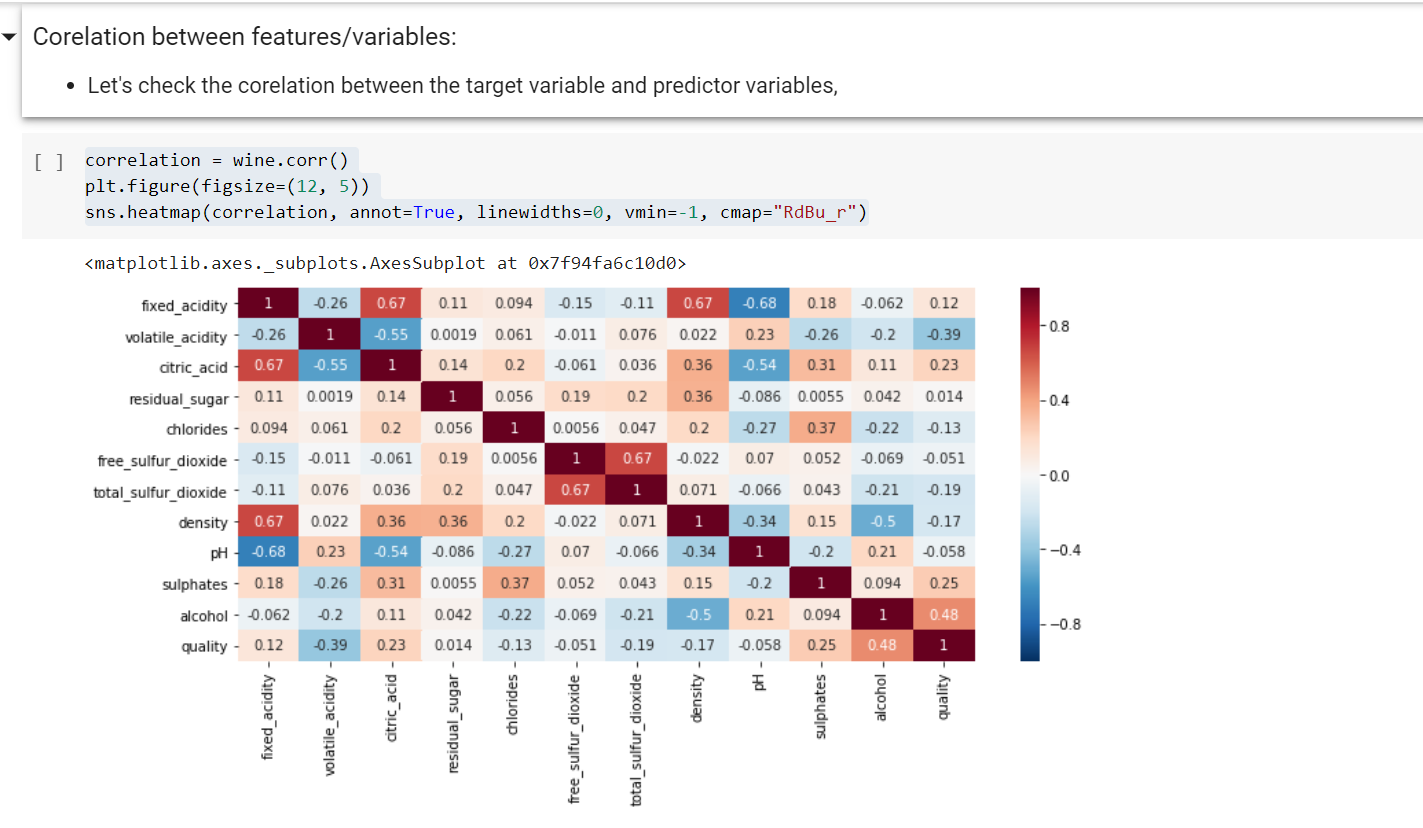 Corelation between features/variables:
• Let's check the corelation between the target variable and predictor variables,
[ ] correlation = wine.corr()
plt.figure(figsize=(12, 5))
sns.heatmap(correlation, annot=True, linewidths=0, vmin=-1, cmap="RdBu_r")
<matplotlib.axes._subplots.AxesSubplot at 0x7f94fa6c10d0>
fixed_acidity 1 -0.26 0.67 0.11 0.094 -0.15 -0.11 0.67 -0.68 0.18 -0.062 0.12
volatile_acidity -0.26 1 -0.55 0.0019 0.061 -0.011 0.076 0.022 0.23 -0.26 -0.2 -0.39
citric_acid 0.67 -0.55 1 0.14 0.2 -0.061 0.036 0.36 -0.54 0.31 0.11 0.23
residual_sugar 0.11 0.0019 0.14 1 0.056 0.19 0.2 0.36 -0.086 0.0055 0.042 0.014
chlorides 0.094 0.061 0.2 0.056 1 0.0056 0.047 0.2 -0.27 0.37 -0.22 -0.13
free_sulfur_dioxide -0.15 -0.011 -0.061 0.19 0.0056 1 0.67 -0.022 0.07 0.052 -0.069 -0.051
total_sulfur_dioxide -0.11 0.076 0.036 0.2 0.047 0.67 1 0.071 -0.066 0.043 -0.21 -0.19
density 0.67 0.022 0.36 0.36 0.2 -0.022 0.071 1 -0.34 0.15 -0.5 -0.17
pH -0.68 0.23 -0.54 -0.086 -0.27 0.07 -0.066 -0.34 1 -0.2 0.21 -0.058
sulphates 0.18 -0.26 0.31 0.0055 0.37 0.052 0.043 0.15 -0.2 1 0.094 0.25
alcohol -0.062 -0.2 0.11 0.042 -0.22 -0.069 -0.21 -0.5 0.21 0.094 1 0.48
quality 0.12 -0.39 0.23 0.014 -0.13 -0.051 -0.19 -0.17 -0.058 0.25 0.48 1
fixed_acidity
volatile_acidity
citric_acid
residual_sugar
chlorides
free_sulfur_dioxide
total_sulfur_dioxide
density
pH
sulphates
alcohol
quality
0.8
0.4
0.0
−0.4
−0.8